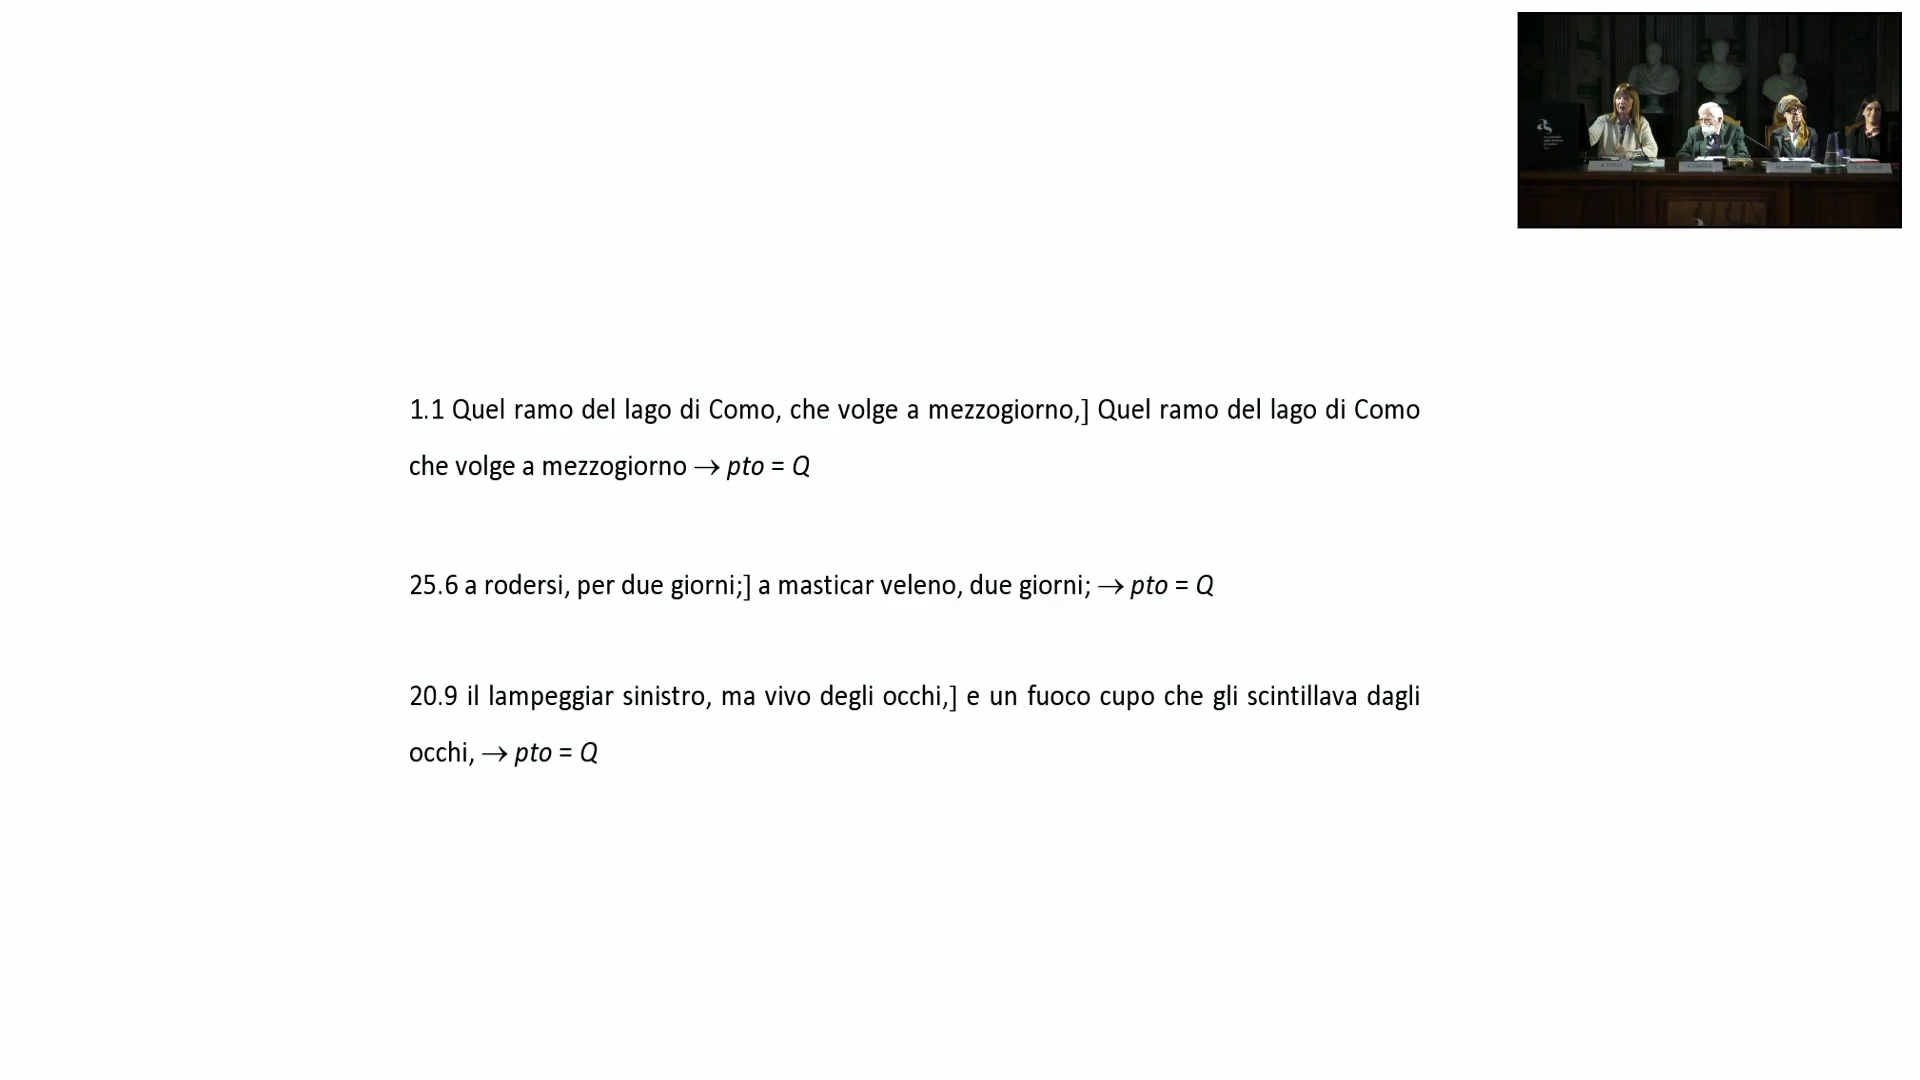 1.1 Quel ramo del lago di Como, che volge a mezzogiorno,] Quel ramo del lago di Como
che volge a mezzogiorno → pto = Q
25.6 a rodersi, per due giorni;] a masticar veleno, due giorni; → pto = Q
20.9 il lampeggiar sinistro, ma vivo degli occhi,] e un fuoco cupo che gli scintillava dagli
occhi, → pto = Q